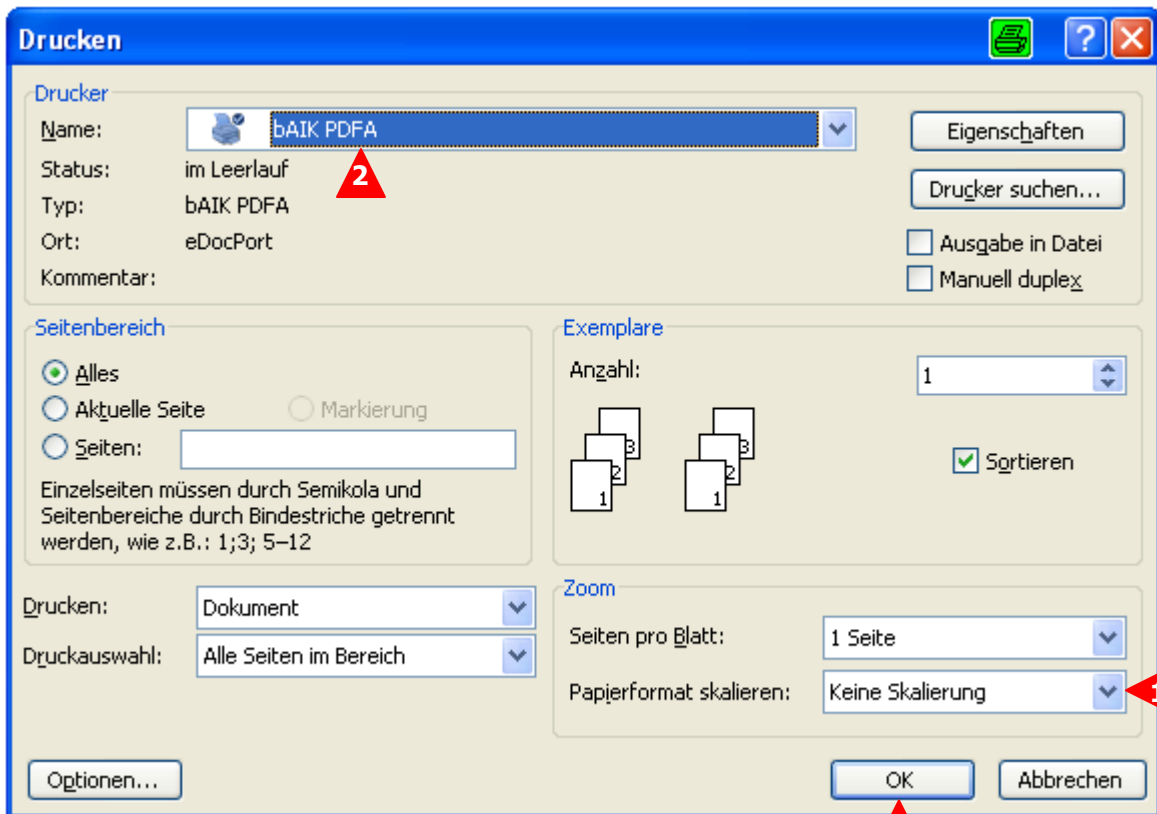 Drucken
?
Drucker
Name:
bAIK PDFA
Eigenschaften
Status:
im Leerlauf
2
Drucker suchen...
Typ:
bAIK PDFA
Ort:
eDocPort
Ausgabe in Datei
Kommentar:
Manuell duplex
Seitenbereich
Alles
Aktuelle Seite
Markierung
Seiten:
Einzelseiten müssen durch Semikola und
Seitenbereiche durch Bindestriche getrennt
werden, wie z.B.: 1;3; 5–12
Exemplare
Anzahl:
1
3
2
1
3
2
1
Sortieren
Drucken:
Dokument
Druckauswahl:
Alle Seiten im Bereich
Zoom
Seiten pro Blatt:
1 Seite
Papierformat skalieren:
Keine Skalierung
Optionen...
OK
Abbrechen